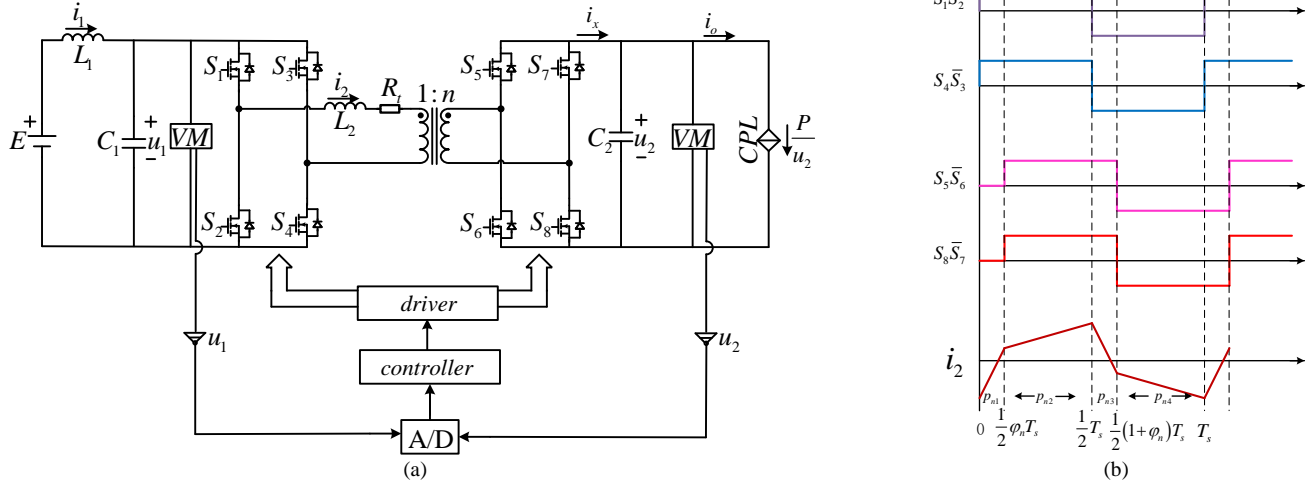 i₁
L₁
E
+
C₁
+
u₁
−
VM
S₁
S₃
S₂
S₄
i₂
L₂
Rₜ
1:n
S₅
S₇
S₆
S₈
iₓ
iₒ
C₂
+
u₂
−
VM
CPL
P
u₂
driver
controller
A/D
u₁
u₂
(a)
S₄S̄₃
S₅S̄₆
S₈S̄₇
i₂
pₙ₁
pₙ₂
pₙ₃
pₙ₄
0
1/2 φₙTₛ
1/2 Tₛ
1/2 (1+φₙ)Tₛ
Tₛ
(b)